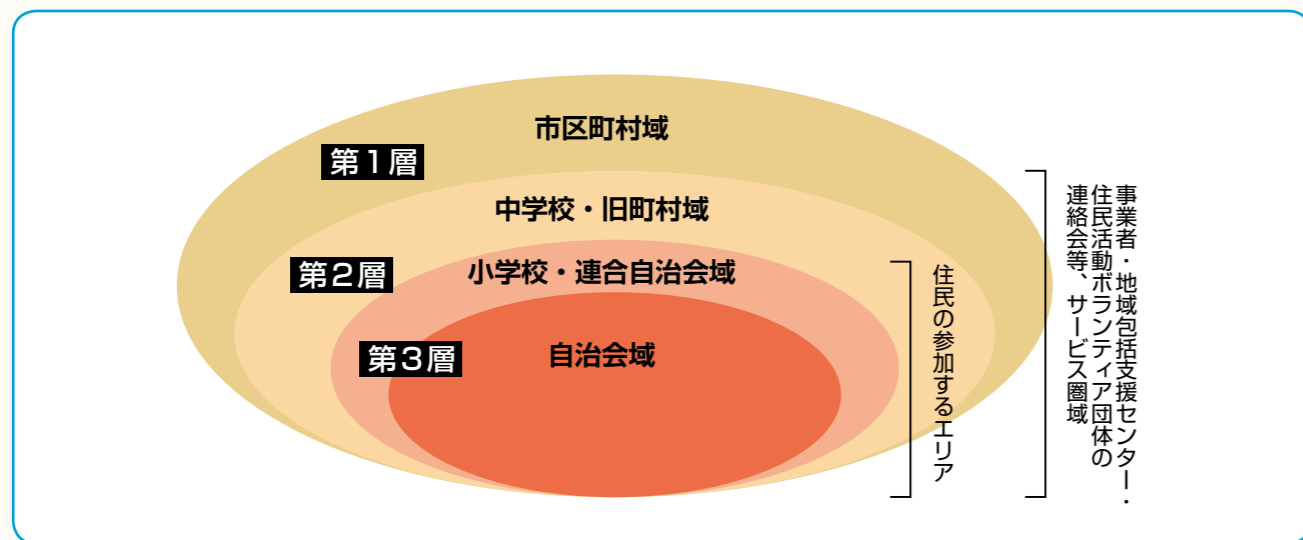 市区町村域
第1層
中学校・旧町村域
第2層
小学校・連合自治会域
第3層
自治会域
住民の参加するエリア
事業者・地域包括支援センター・
住民活動ボランティア団体の
連絡会等、サービス圏域